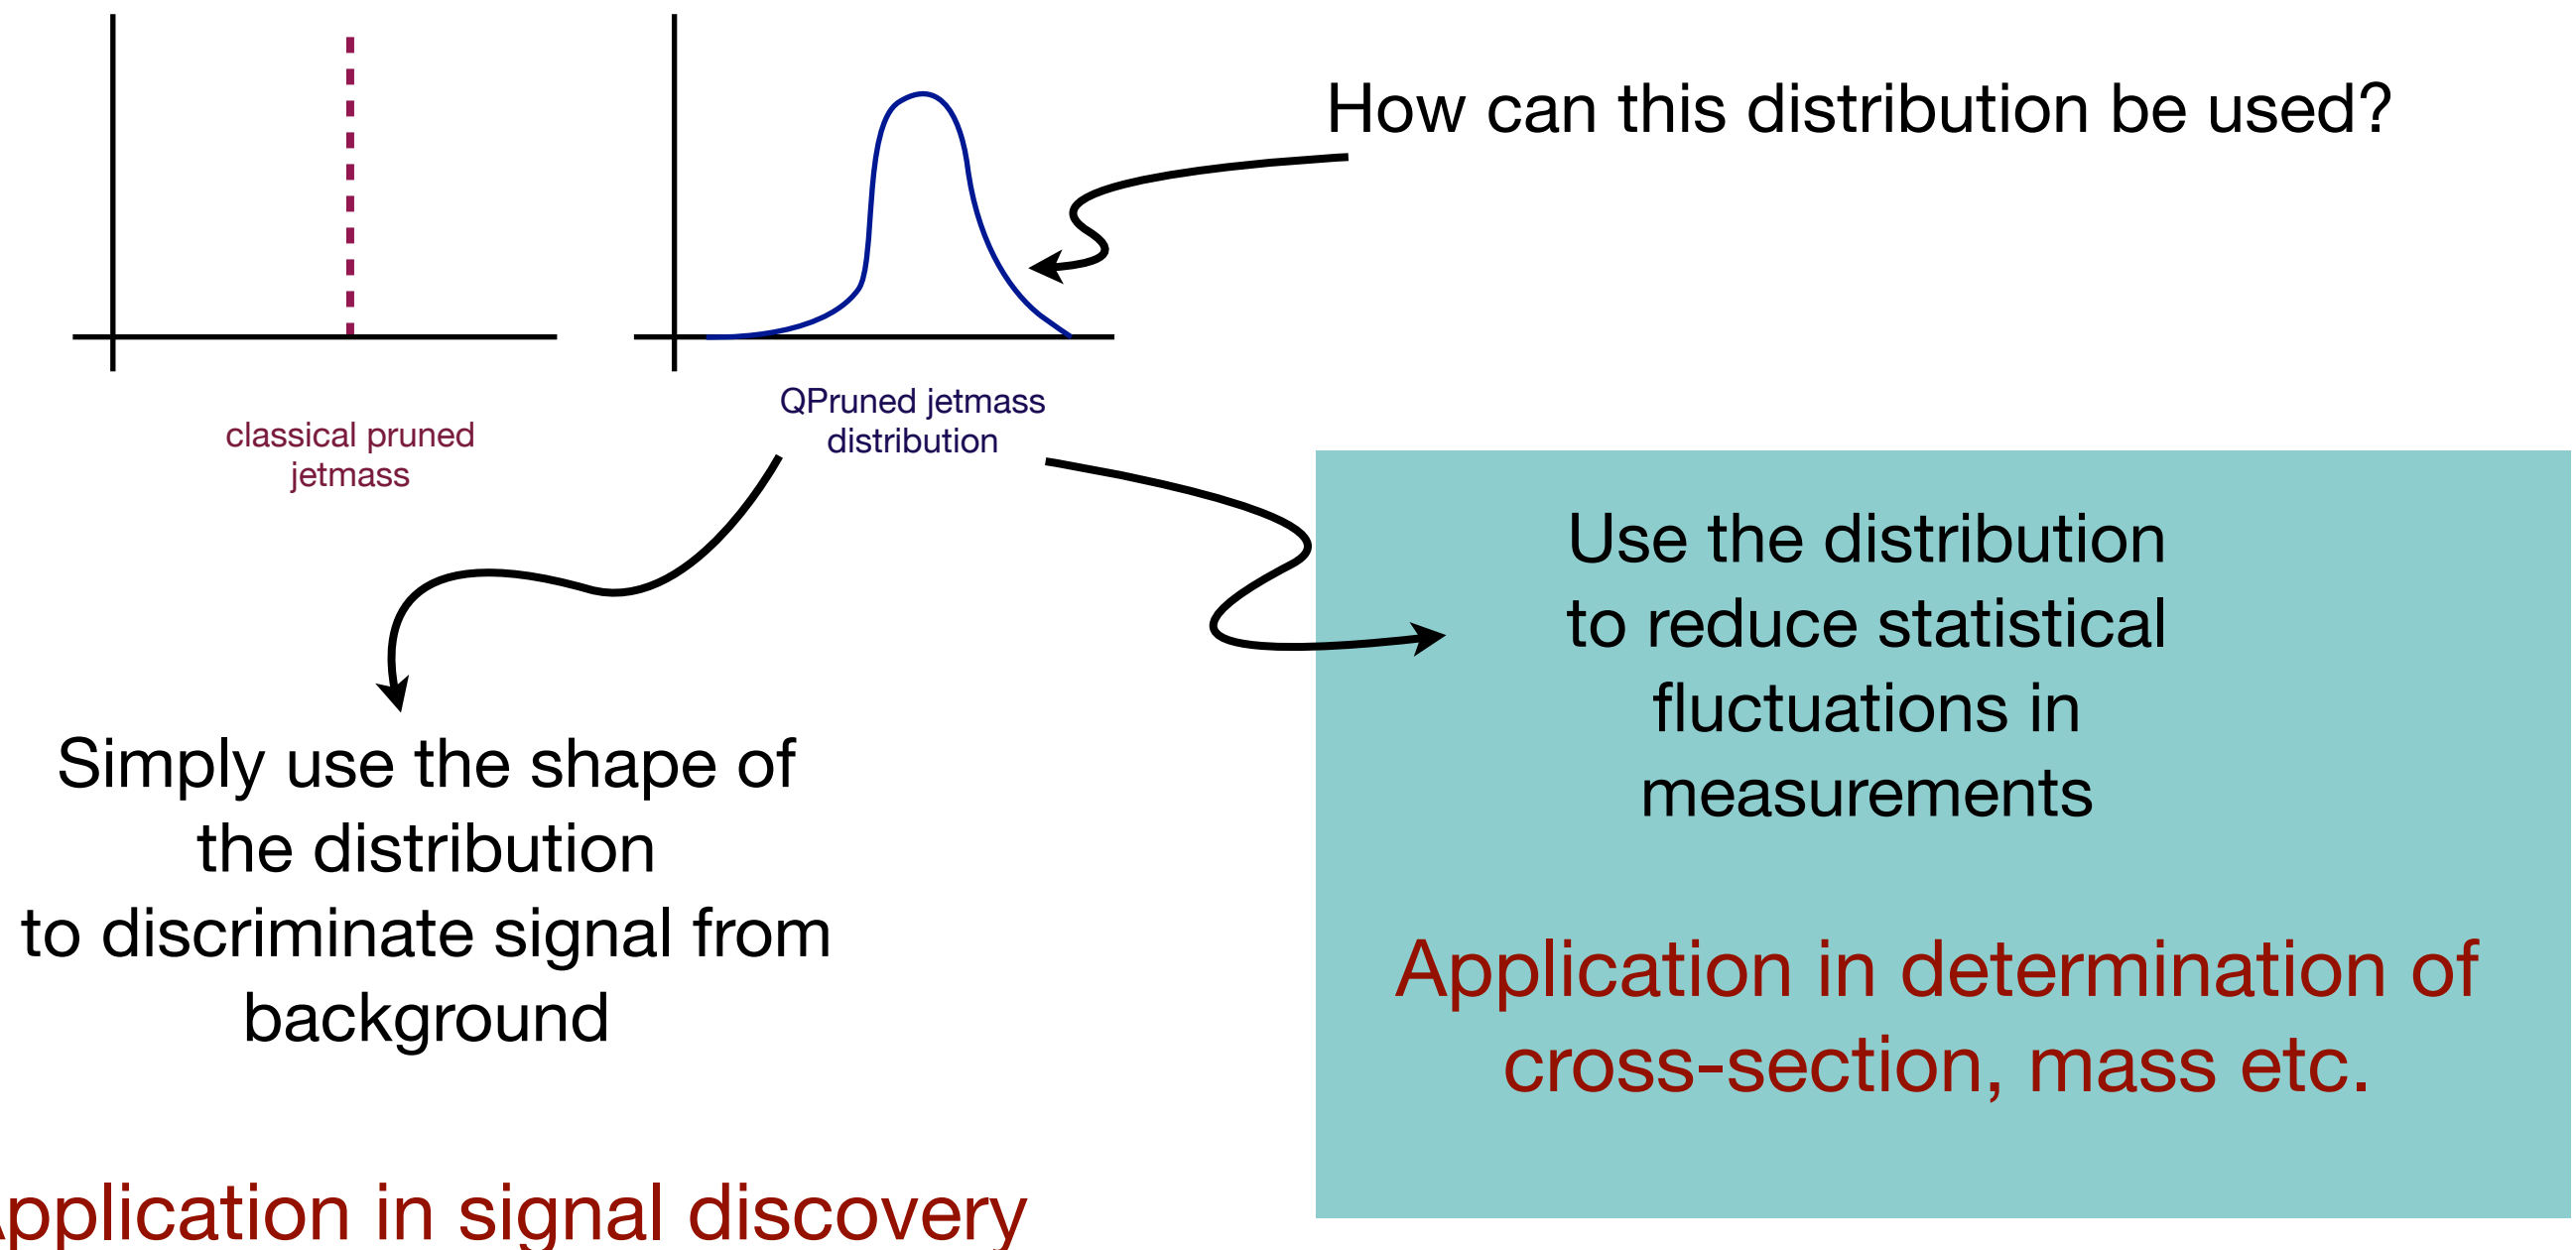 How can this distribution be used?
classical pruned
jetmass
QPruned jetmass
distribution
Simply use the shape of
the distribution
to discriminate signal from
background
Application in signal discovery
Use the distribution
to reduce statistical
fluctuations in
measurements
Application in determination of
cross-section, mass etc.